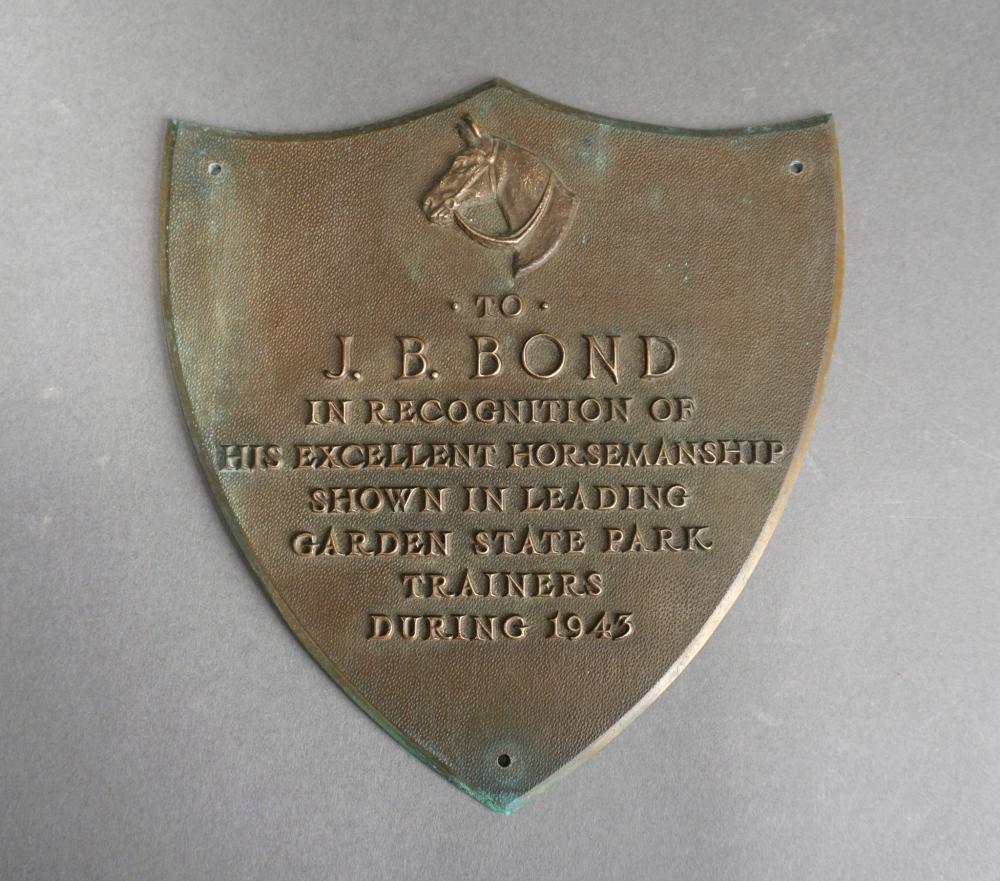 · TO ·
J. B. BOND
IN RECOGNITION OF
HIS EXCELLENT HORSEMANSHIP
SHOWN IN LEADING
GARDEN STATE PARK
TRAINERS
DURING 1943